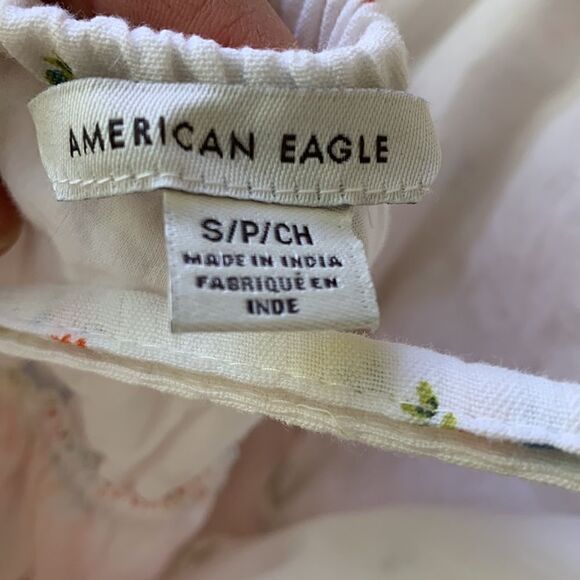 AMERICAN EAGLE
S/P/CH
MADE IN INDIA
FABRIQUÉ EN
INDE